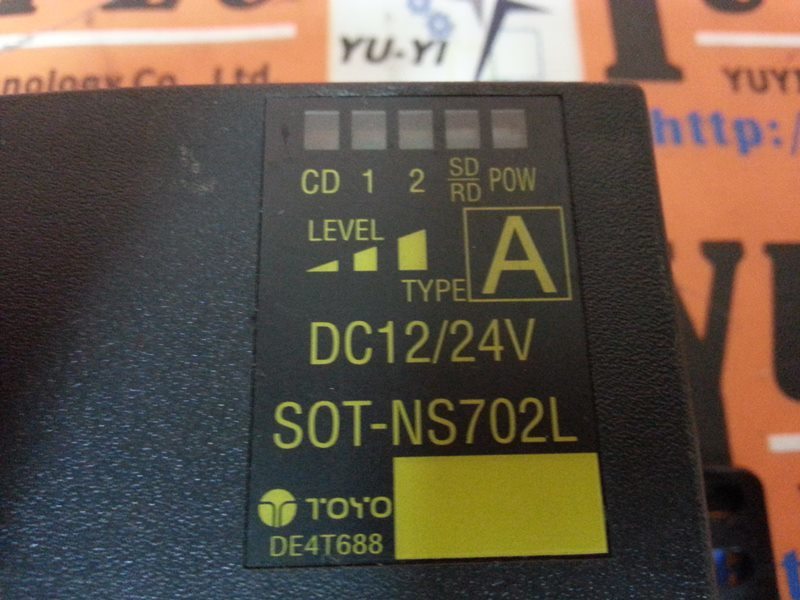 YU-YI
nology Co., Ltd.
YUYI
http:/
CD 1 2 SD/RD POW
LEVEL
TYPE A
DC12/24V
SOT-NS702L
TOYO
DE4T688